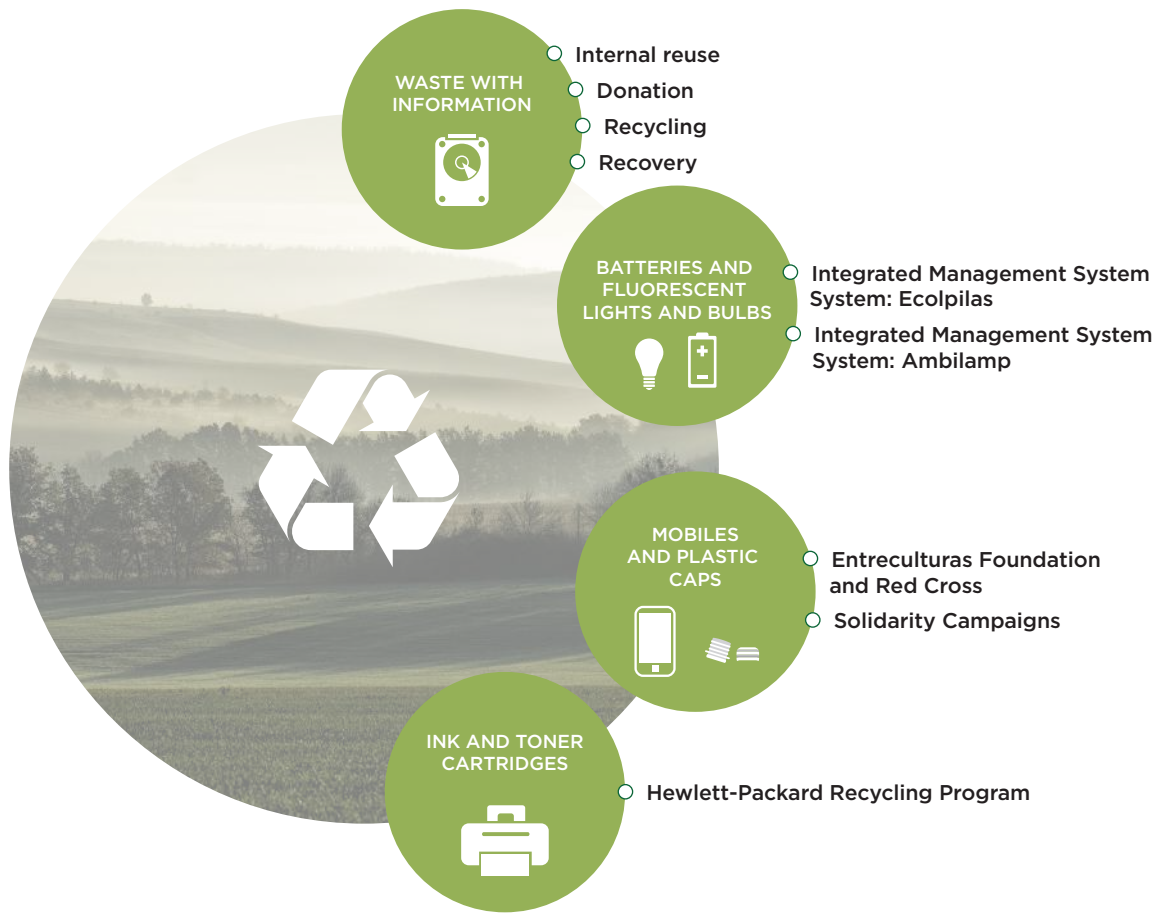 WASTE WITH
INFORMATION
Internal reuse
Donation
Recycling
Recovery
BATTERIES AND
FLUORESCENT
LIGHTS AND BULBS
Integrated Management System
System: Ecolpilas
Integrated Management System
System: Ambilamp
MOBILES
AND PLASTIC
CAPS
Entreculturas Foundation
and Red Cross
Solidarity Campaigns
INK AND TONER
CARTRIDGES
Hewlett-Packard Recycling Program